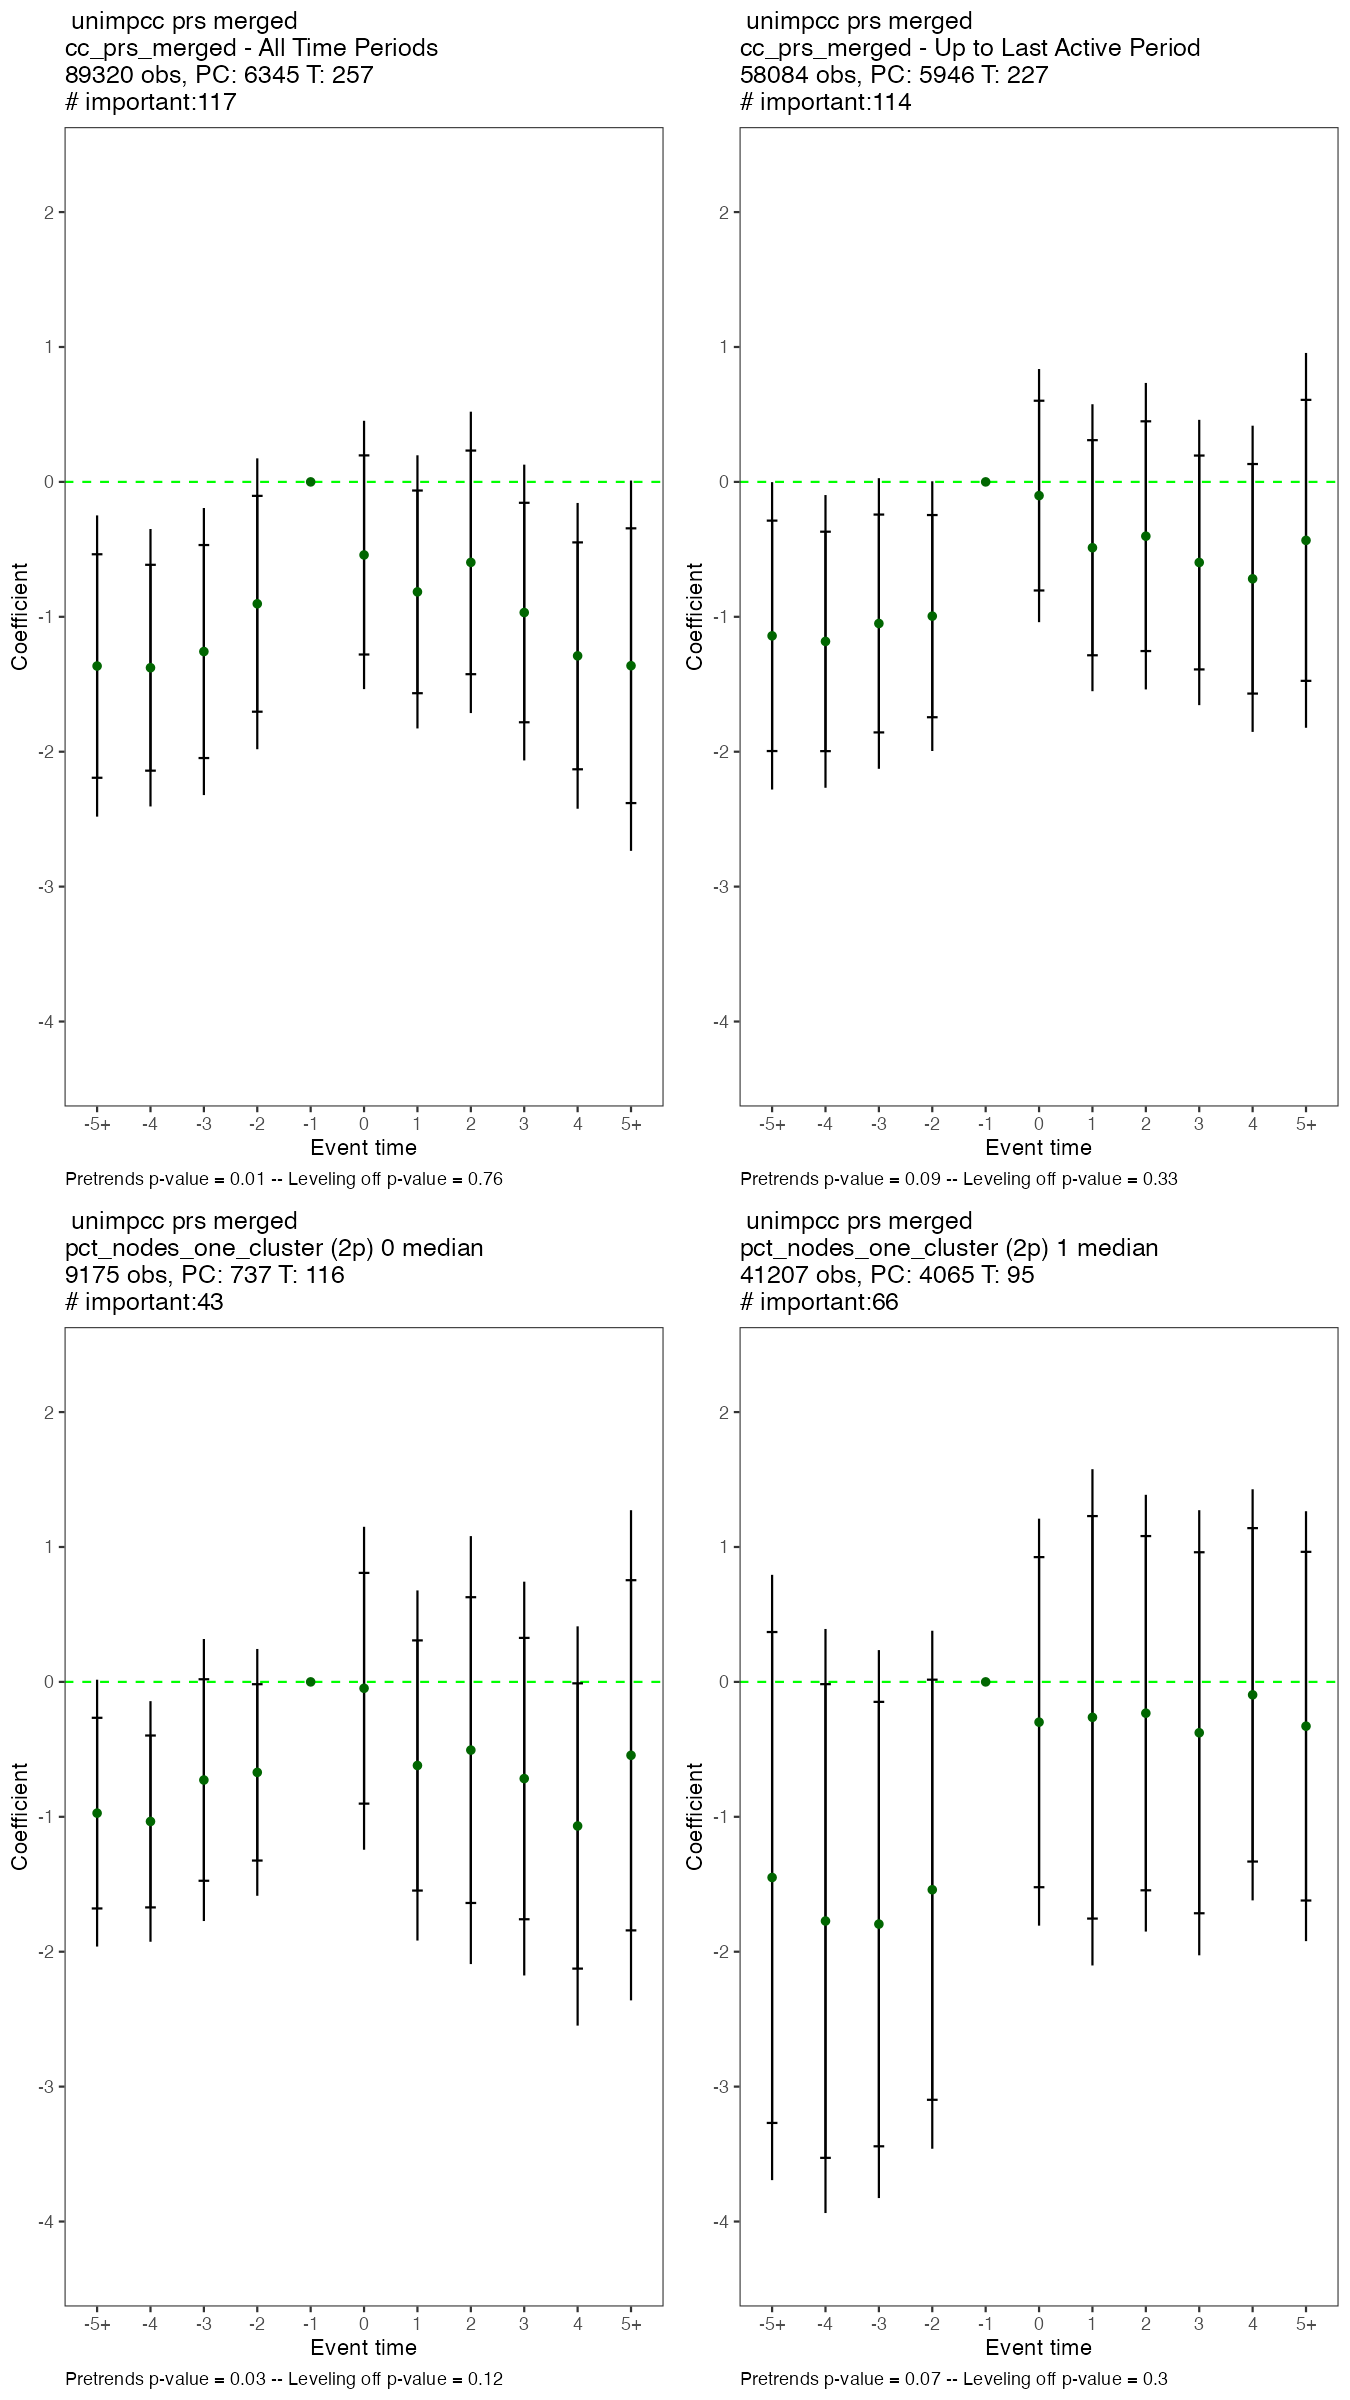 unimpcc prs merged
cc_prs_merged - All Time Periods
89320 obs, PC: 6345 T: 257
# important:117
2
1
0
-1
-2
-3
-4
Coefficient
-5+ -4 -3 -2 -1 0 1 2 3 4 5+
Event time
Pretrends p-value = 0.01 -- Leveling off p-value = 0.76
unimpcc prs merged
cc_prs_merged - Up to Last Active Period
58084 obs, PC: 5946 T: 227
# important:114
2
1
0
-1
-2
-3
-4
Coefficient
-5+ -4 -3 -2 -1 0 1 2 3 4 5+
Event time
Pretrends p-value = 0.09 -- Leveling off p-value = 0.33
unimpcc prs merged
pct_nodes_one_cluster (2p) 0 median
9175 obs, PC: 737 T: 116
# important:43
2
1
0
-1
-2
-3
-4
Coefficient
-5+ -4 -3 -2 -1 0 1 2 3 4 5+
Event time
Pretrends p-value = 0.03 -- Leveling off p-value = 0.12
unimpcc prs merged
pct_nodes_one_cluster (2p) 1 median
41207 obs, PC: 4065 T: 95
# important:66
2
1
0
-1
-2
-3
-4
Coefficient
-5+ -4 -3 -2 -1 0 1 2 3 4 5+
Event time
Pretrends p-value = 0.07 -- Leveling off p-value = 0.3